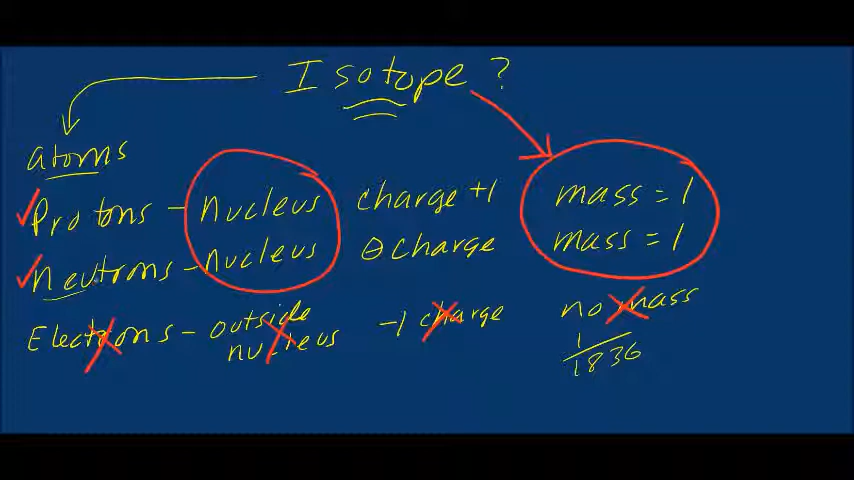 Isotope?
atoms
Protons - nucleus charge +1 mass = 1
Neutrons - nucleus 0 charge mass = 1
Electrons - outside nucleus -1 charge no mass
1/1836